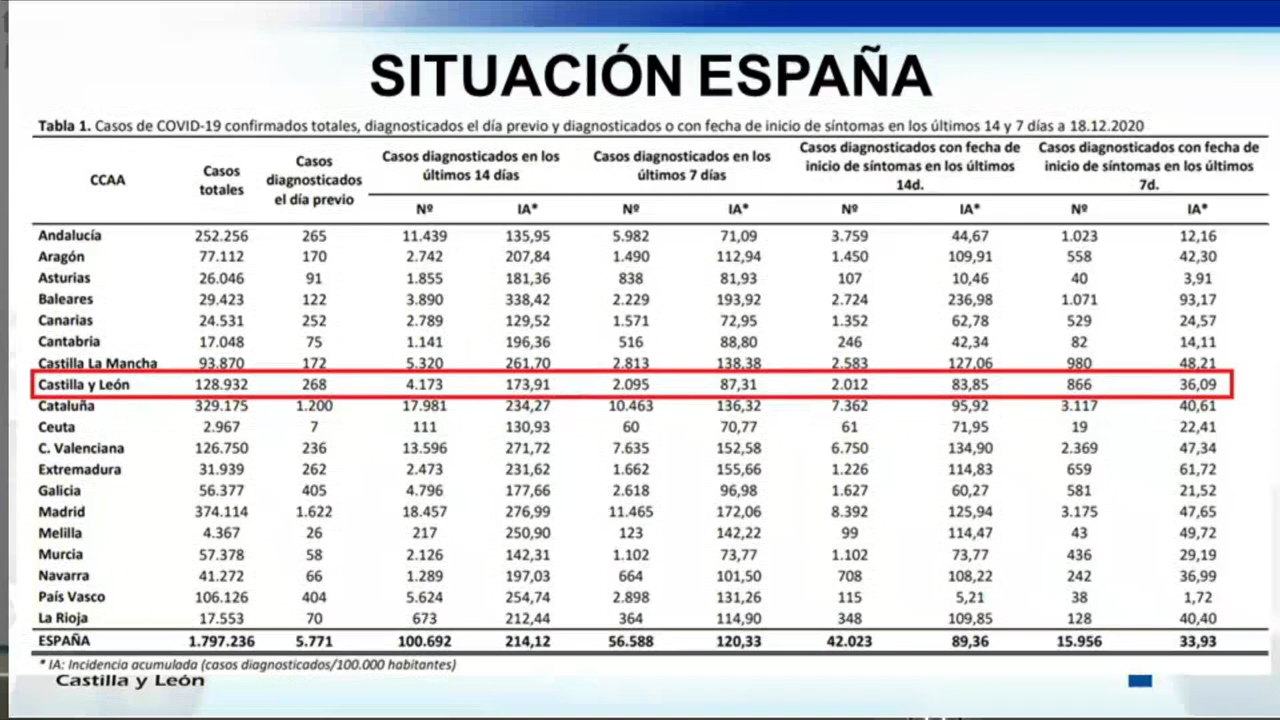 SITUACIÓN ESPAÑA
Tabla 1. Casos de COVID-19 confirmados totales, diagnosticados el día previo y diagnosticados o con fecha de inicio de síntomas en los últimos 14 y 7 días a 18.12.2020
CCAA Casos totales Casos diagnosticados el día previo Casos diagnosticados en los últimos 14 días Casos diagnosticados en los últimos 7 días Casos diagnosticados con fecha de inicio de síntomas en los últimos 14d. Casos diagnosticados con fecha de inicio de síntomas en los últimos 7d.
Nº IA* Nº IA* Nº IA* Nº IA*
Andalucía 252.256 265 11.439 135,95 5.982 71,09 3.759 44,67 1.023 12,16
Aragón 77.112 170 2.742 207,84 1.490 112,94 1.450 109,91 558 42,30
Asturias 26.046 91 1.855 181,36 838 81,93 107 10,46 40 3,91
Baleares 29.423 122 3.890 338,42 2.229 193,92 2.724 236,98 1.071 93,17
Canarias 24.531 252 2.789 129,52 1.571 72,95 1.352 62,78 529 24,57
Cantabria 17.048 75 1.141 196,36 516 88,80 246 42,34 82 14,11
Castilla La Mancha 93.870 172 5.320 261,70 2.813 138,38 2.583 127,06 980 48,21
Castilla y León 128.932 268 4.173 173,91 2.095 87,31 2.012 83,85 866 36,09
Cataluña 329.175 1.200 17.981 234,27 10.463 136,32 7.362 95,92 3.117 40,61
Ceuta 2.967 7 111 130,93 60 70,77 61 71,95 19 22,41
C. Valenciana 126.750 236 13.596 271,72 7.635 152,58 6.750 134,90 2.369 47,34
Extremadura 31.939 262 2.473 231,62 1.662 155,66 1.226 114,83 659 61,72
Galicia 56.377 405 4.796 177,66 2.618 96,98 1.627 60,27 581 21,52
Madrid 374.114 1.622 18.457 276,99 11.465 172,06 8.392 125,94 3.175 47,65
Melilla 4.367 26 217 250,90 123 142,22 99 114,47 43 49,72
Murcia 57.378 58 2.126 142,31 1.102 73,77 1.102 73,77 436 29,19
Navarra 41.272 66 1.289 197,03 664 101,50 708 108,22 242 36,99
País Vasco 106.126 404 5.624 254,74 2.898 131,26 115 5,21 38 1,72
La Rioja 17.553 70 673 212,44 364 114,90 348 109,85 128 40,40
ESPAÑA 1.797.236 5.771 100.692 214,12 56.588 120,33 42.023 89,36 15.956 33,93
* IA: Incidencia acumulada (casos diagnosticados/100.000 habitantes)
Castilla y León